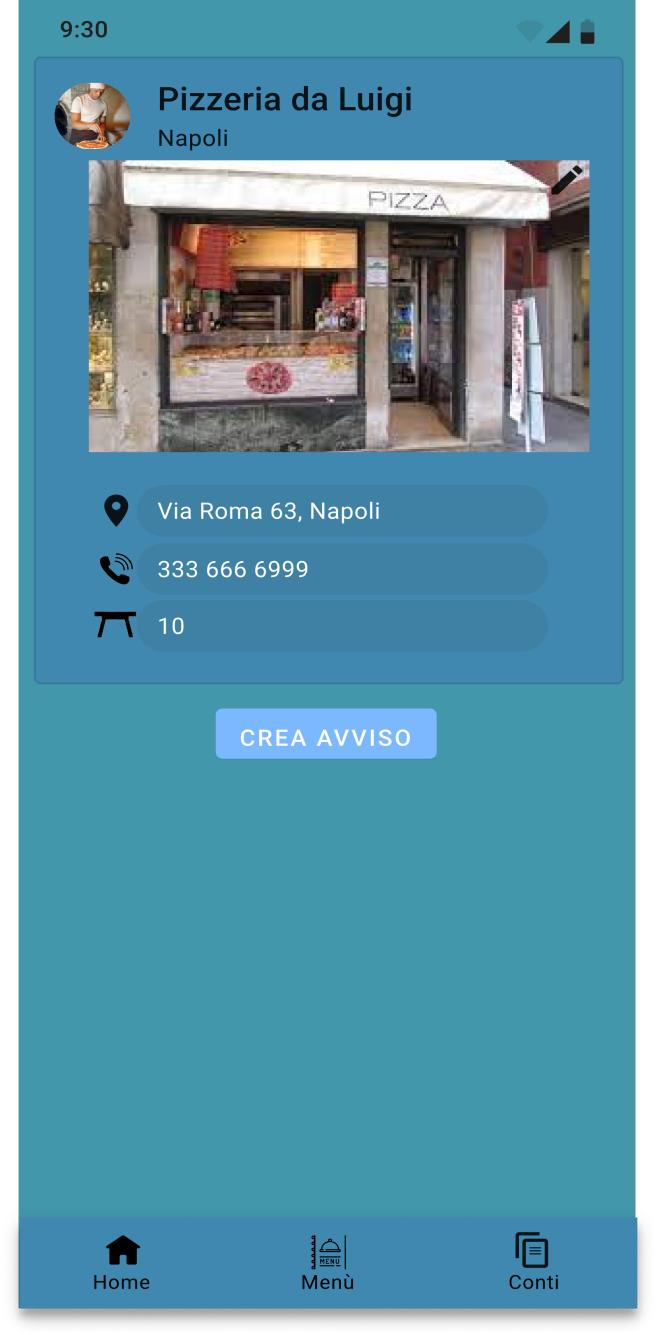 9:30
Pizzeria da Luigi
Napoli
PIZZA
Via Roma 63, Napoli
333 666 6999
10
CREA AVVISO
MENÙ
Home
Menù
Conti